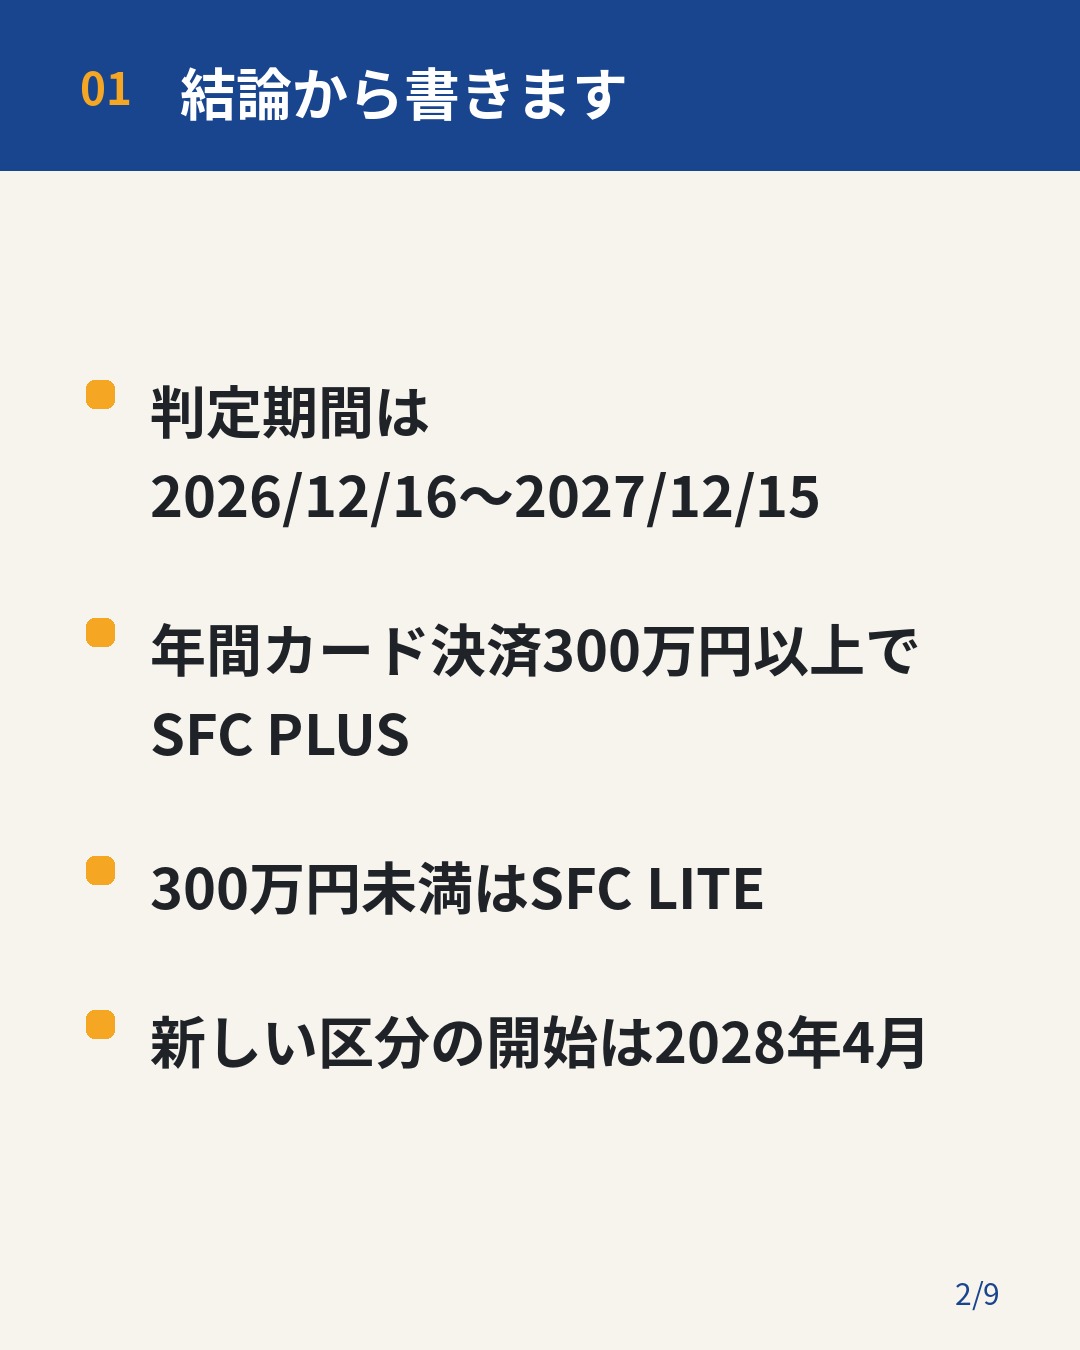 01 結論から書きます
判定期間は
2026/12/16〜2027/12/15
年間カード決済300万円以上で
SFC PLUS
300万円未満はSFC LITE
新しい区分の開始は2028年4月
2/9